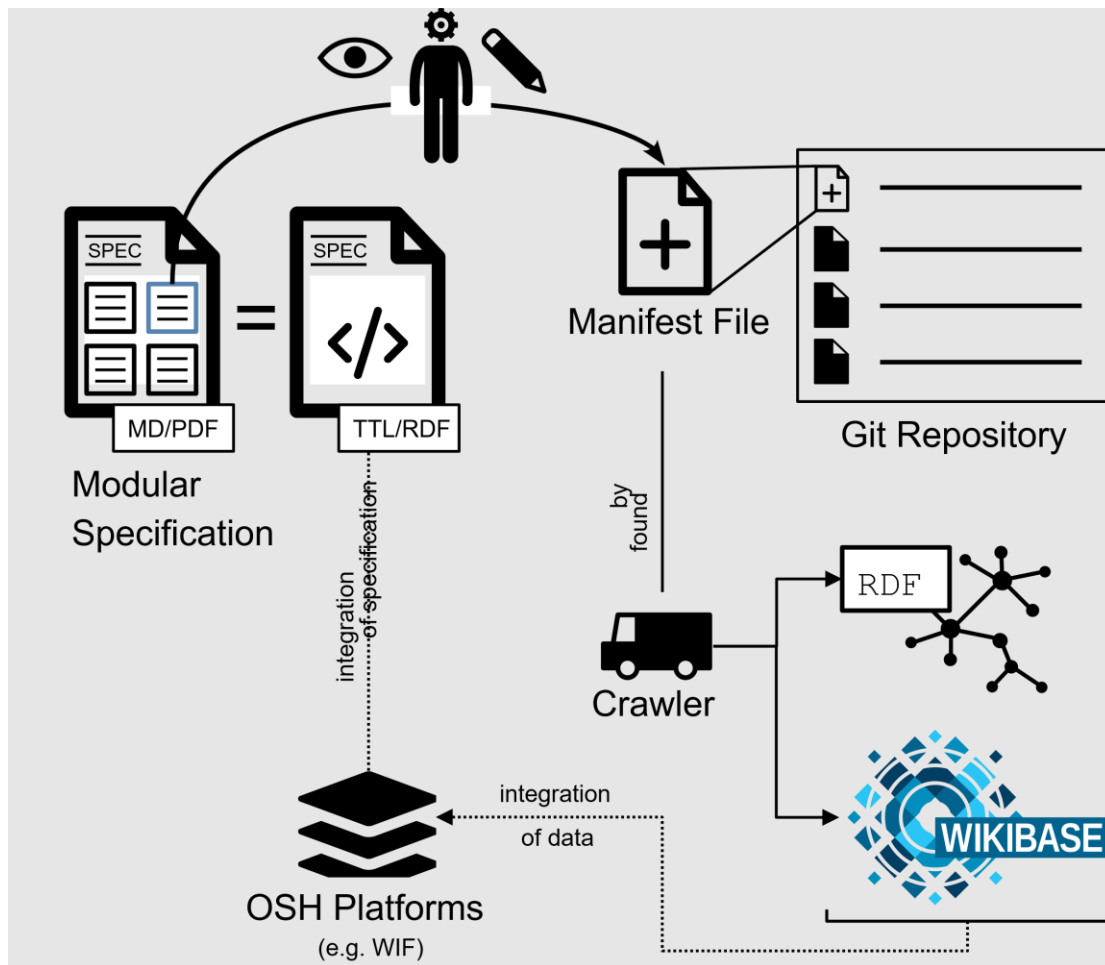 SPEC
SPEC
MD/PDF
TTL/RDF
Modular
Specification
Manifest File
Git Repository
integration
of specification
by
found
RDF
Crawler
WIKIBASE
integration
of data
OSH Platforms
(e.g. WIF)